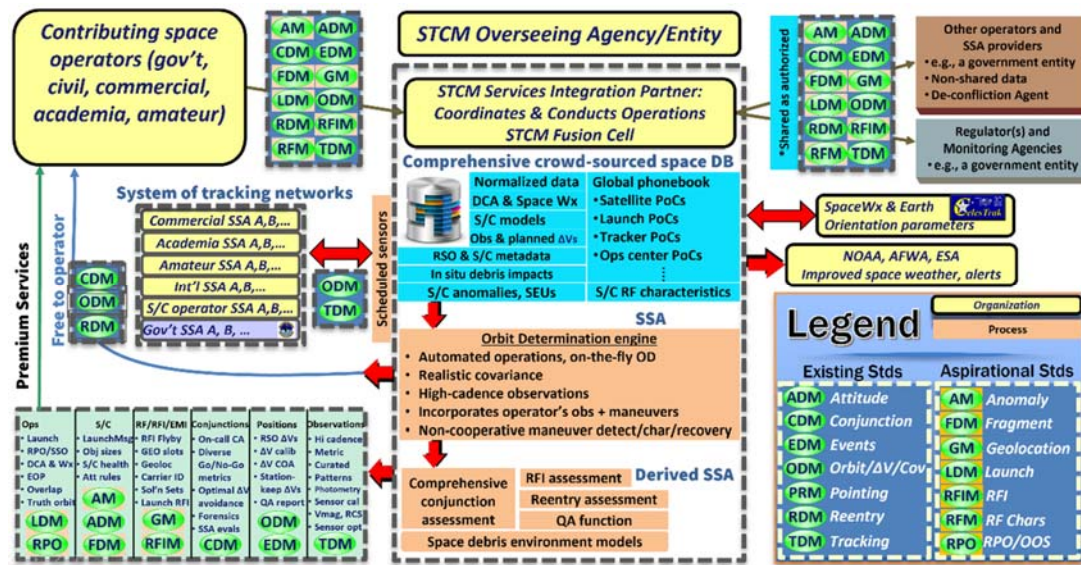 Contributing space
operators (gov't,
civil, commercial,
academia, amateur)
AM ADM
CDM EDM
FDM GM
LDM ODM
RDM RFIM
RFM TDM
STCM Overseeing Agency/Entity
STCM Services Integration Partner:
Coordinates & Conducts Operations
STCM Fusion Cell
*Shared as authorized
AM ADM
CDM EDM
FDM GM
LDM ODM
RDM RFIM
RFM TDM
Other operators and
SSA providers
• e.g., a government entity
• Non-shared data
• De-confliction Agent
Regulator(s) and
Monitoring Agencies
• e.g., a government entity
Premium Services
Free to operator
CDM
ODM
RDM
System of tracking networks
Commercial SSA A,B,...
Academia SSA A,B,...
Amateur SSA A,B,...
Int'l SSA A,B,...
S/C operator SSA A,B,...
Gov't SSA A, B, ...
ODM
TDM
Scheduled sensors
Comprehensive crowd-sourced space DB
Normalized data
DCA & Space Wx
S/C models
Obs & planned ΔVs
RSO & S/C metadata
In situ debris impacts
S/C anomalies, SEUs
Global phonebook
•Satellite PoCs
•Launch PoCs
•Tracker PoCs
•Ops center PoCs
⋮
S/C RF characteristics
SpaceWx & Earth
Orientation parameters
CelesTrak
NOAA, AFWA, ESA
Improved space weather, alerts
SSA
Orbit Determination engine
• Automated operations, on-the-fly OD
• Realistic covariance
• High-cadence observations
• Incorporates operator's obs + maneuvers
• Non-cooperative maneuver detect/char/recovery
Derived SSA
Comprehensive
conjunction
assessment
RFI assessment
Reentry assessment
QA function
Space debris environment models
Ops
• Launch
• RPO/SSO
• DCA & Wx
• EOP
• Overlap
• Truth orbit
LDM
RPO
S/C
• LaunchMsg
• Obj sizes
• S/C health
• Att rules
AM
ADM
FDM
RF/RFI/EMI
• RFI Flyby
• GEO slots
• Geoloc
• Carrier ID
• Sol'n Sets
• Launch RFI
GM
RFIM
Conjunctions
• On-call CA
• Diverse
Go/No-Go
metrics
• Optimal ΔV
avoidance
• Forensics
• SSA evals
CDM
Positions
• RSO ΔVs
• ΔV calib
• ΔV COA
• Station-
keep ΔVs
• QA report
ODM
EDM
Observations
• Hi cadence
• Metric
• Curated
• Patterns
• Photometry
• Sensor cal
• Vmag, RCS
• Sensor opt
TDM
Legend
Organization
Process
Existing Stds
ADM Attitude
CDM Conjunction
EDM Events
ODM Orbit/ΔV/Cov
PRM Pointing
RDM Reentry
TDM Tracking
Aspirational Stds
AM Anomaly
FDM Fragment
GM Geolocation
LDM Launch
RFIM RFI
RFM RF Chars
RPO RPO/OOS